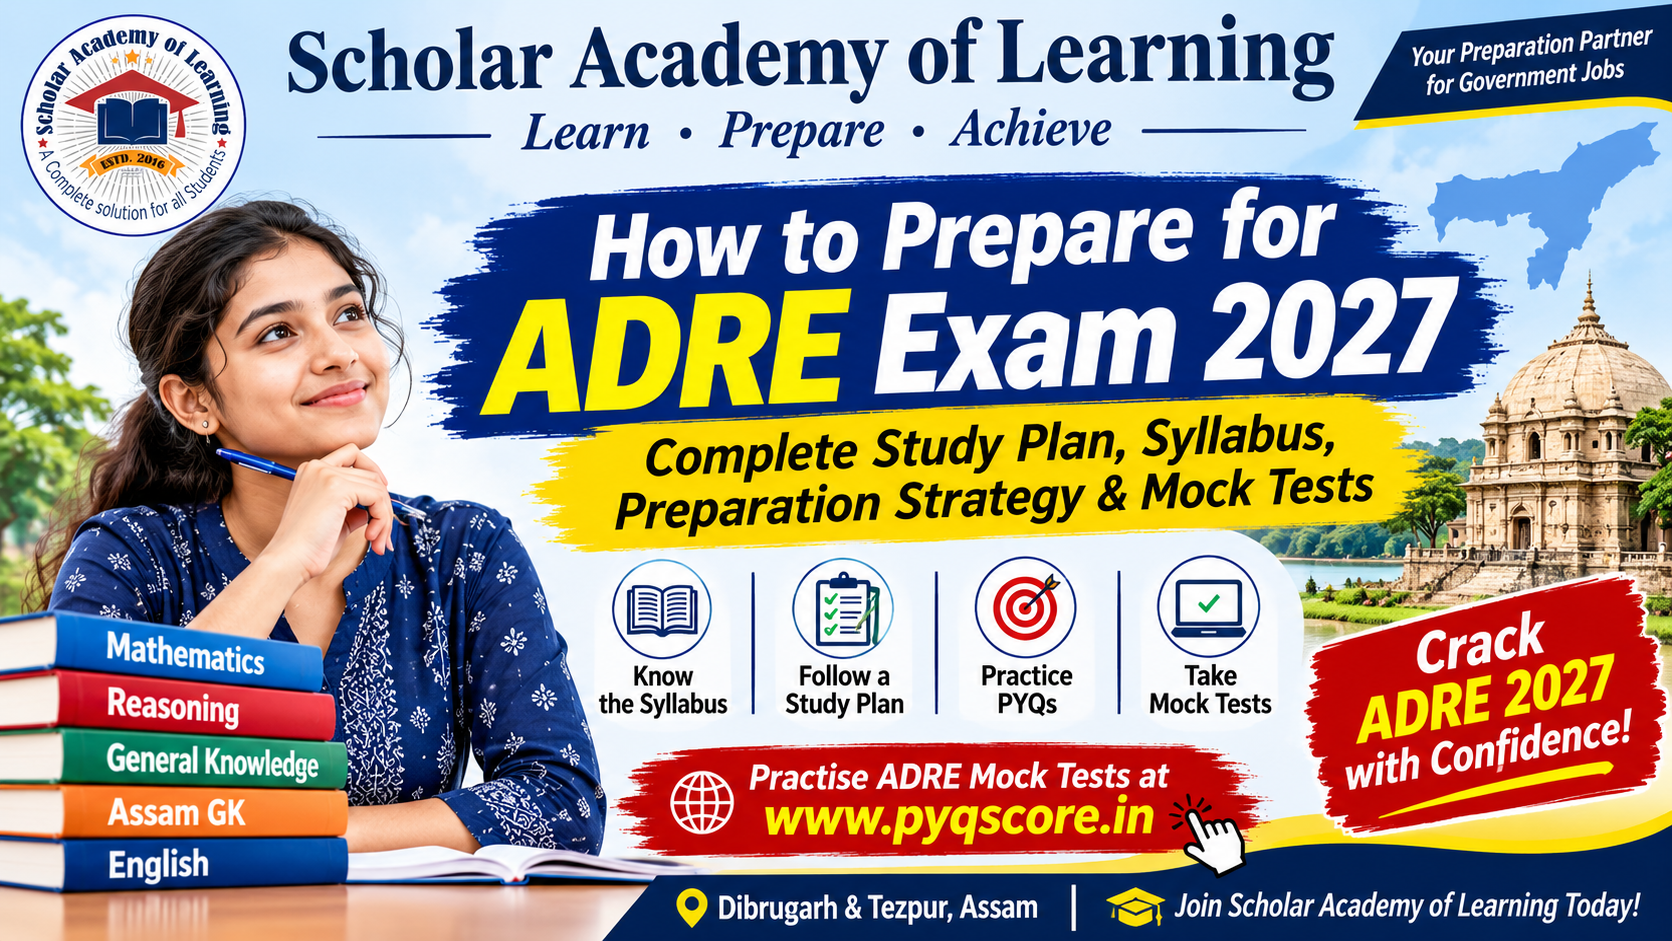 Scholar Academy of Learning
ESTD. 2016
A Complete solution for all Students
Scholar Academy of Learning
Learn • Prepare • Achieve
Your Preparation Partner
for Government Jobs
How to Prepare for
ADRE Exam 2027
Complete Study Plan, Syllabus,
Preparation Strategy & Mock Tests
Know
the Syllabus
Follow a
Study Plan
Practice
PYQs
Take
Mock Tests
Mathematics
Reasoning
General Knowledge
Assam GK
English
Crack
ADRE 2027
with Confidence!
Practise ADRE Mock Tests at
www.pyqscore.in
Dibrugarh & Tezpur, Assam
Join Scholar Academy of Learning Today!